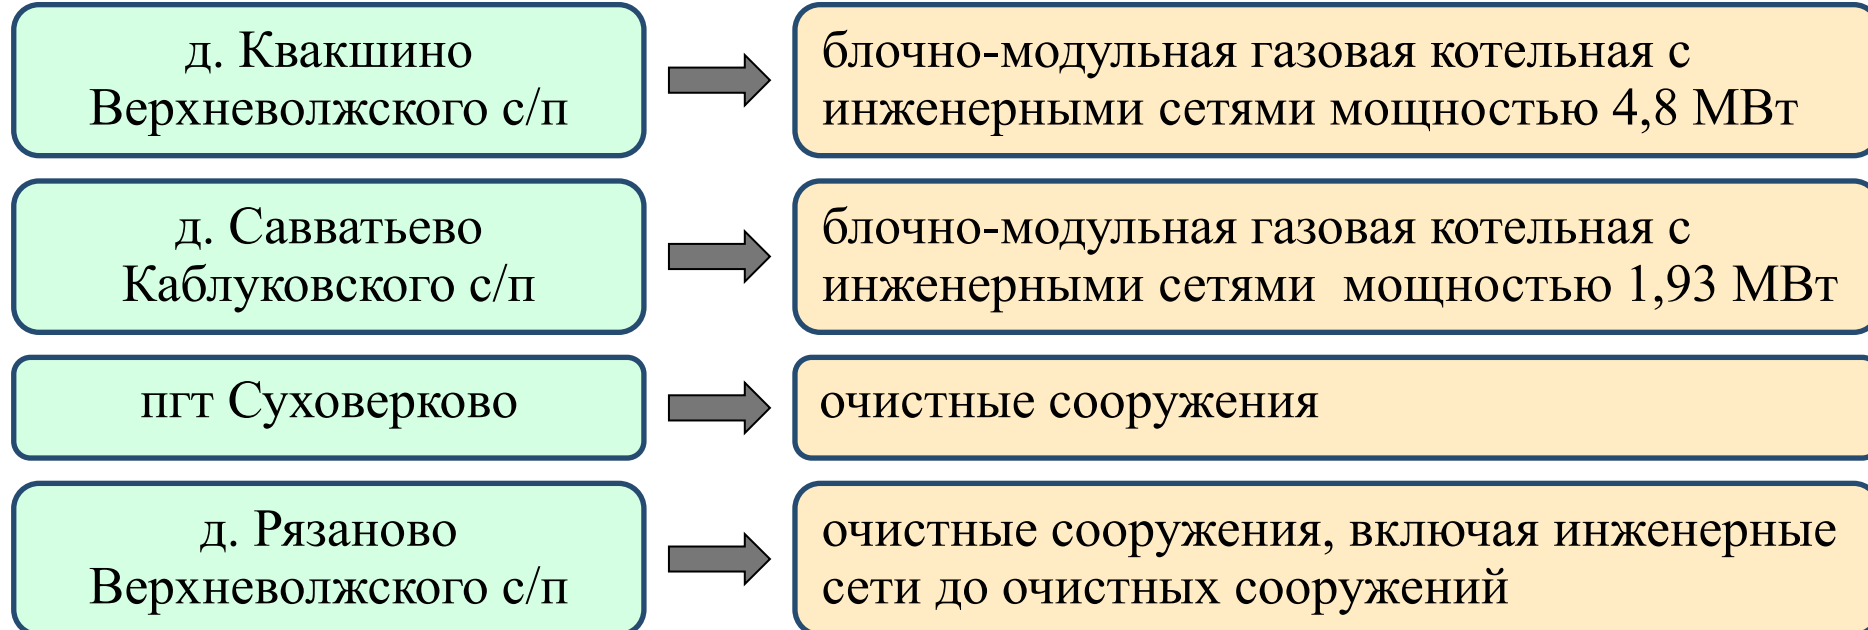 д. Квакшино
Верхневолжского с/п
блочно-модульная газовая котельная с
инженерными сетями мощностью 4,8 МВт
д. Савватьево
Каблуковского с/п
блочно-модульная газовая котельная с
инженерными сетями  мощностью 1,93 МВт
пгт Суховерково
очистные сооружения
д. Рязаново
Верхневолжского с/п
очистные сооружения, включая инженерные
сети до очистных сооружений